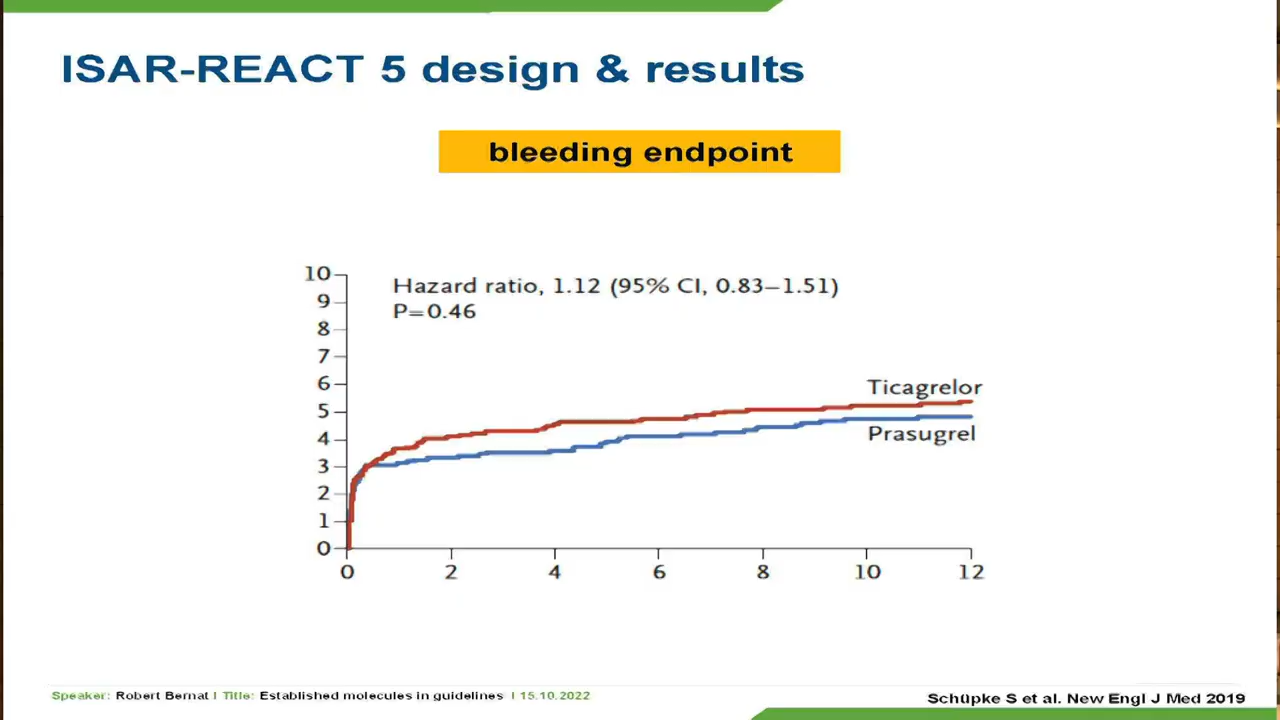 ISAR-REACT 5 design & results
bleeding endpoint
Hazard ratio, 1.12 (95% CI, 0.83–1.51)
P=0.46
10
9
8
7
6
5
4
3
2
1
0
Ticagrelor
Prasugrel
0 2 4 6 8 10 12
Speaker: Robert Bernat I Title: Established molecules in guidelines I 15.10.2022
Schüpke S et al. New Engl J Med 2019